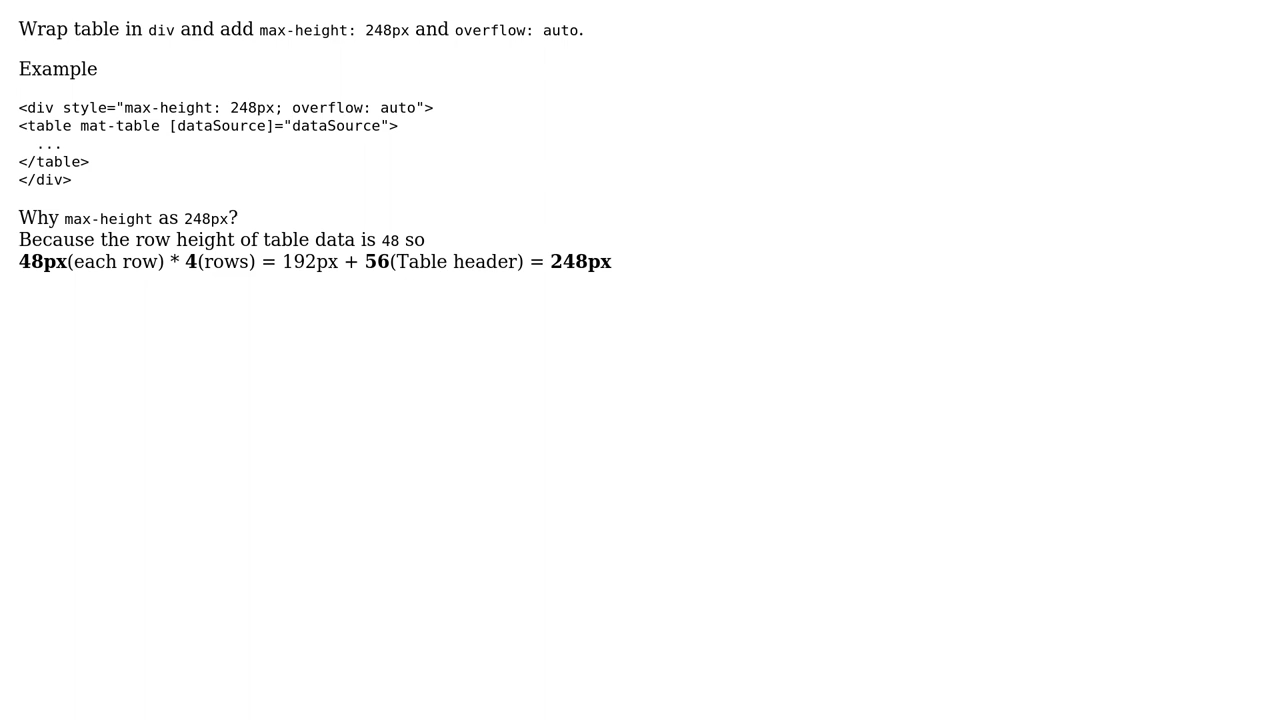 Wrap table in div and add max-height: 248px and overflow: auto.
Example
<div style="max-height: 248px; overflow: auto">
<table mat-table [dataSource]="dataSource">
  ...
</table>
</div>
Why max-height as 248px?
Because the row height of table data is 48 so
48px(each row) * 4(rows) = 192px + 56(Table header) = 248px